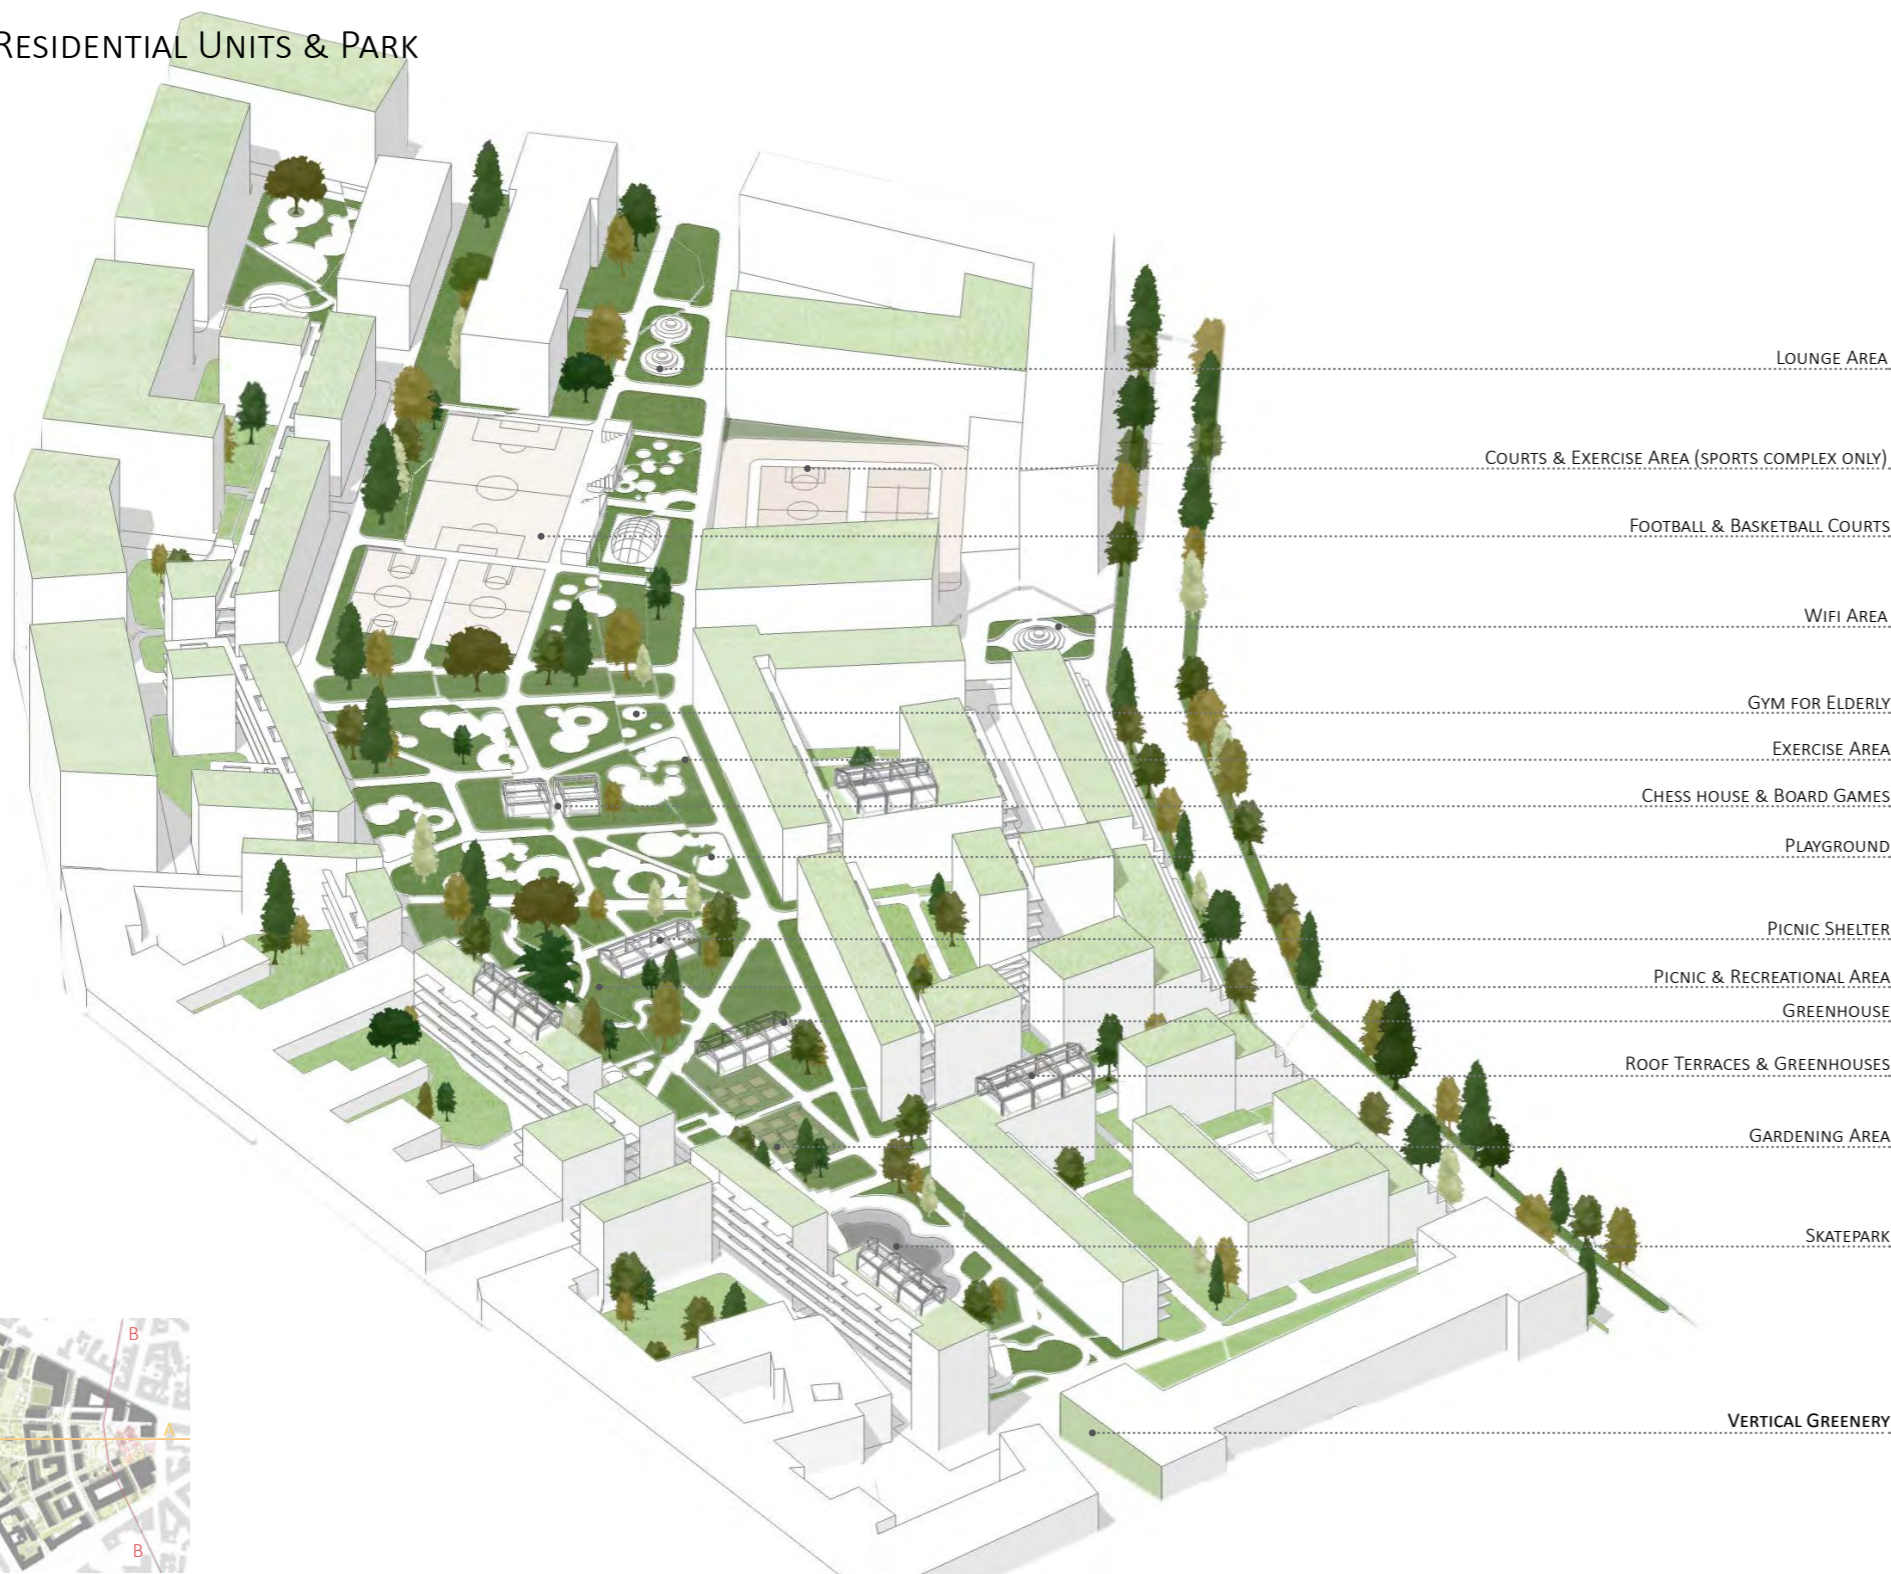 RESIDENTIAL UNITS & PARK
LOUNGE AREA
COURTS & EXERCISE AREA (SPORTS COMPLEX ONLY)
FOOTBALL & BASKETBALL COURTS
WIFI AREA
GYM FOR ELDERLY
EXERCISE AREA
CHESS HOUSE & BOARD GAMES
PLAYGROUND
PICNIC SHELTER
PICNIC & RECREATIONAL AREA
GREENHOUSE
ROOF TERRACES & GREENHOUSES
GARDENING AREA
SKATEPARK
VERTICAL GREENERY
B
A
B